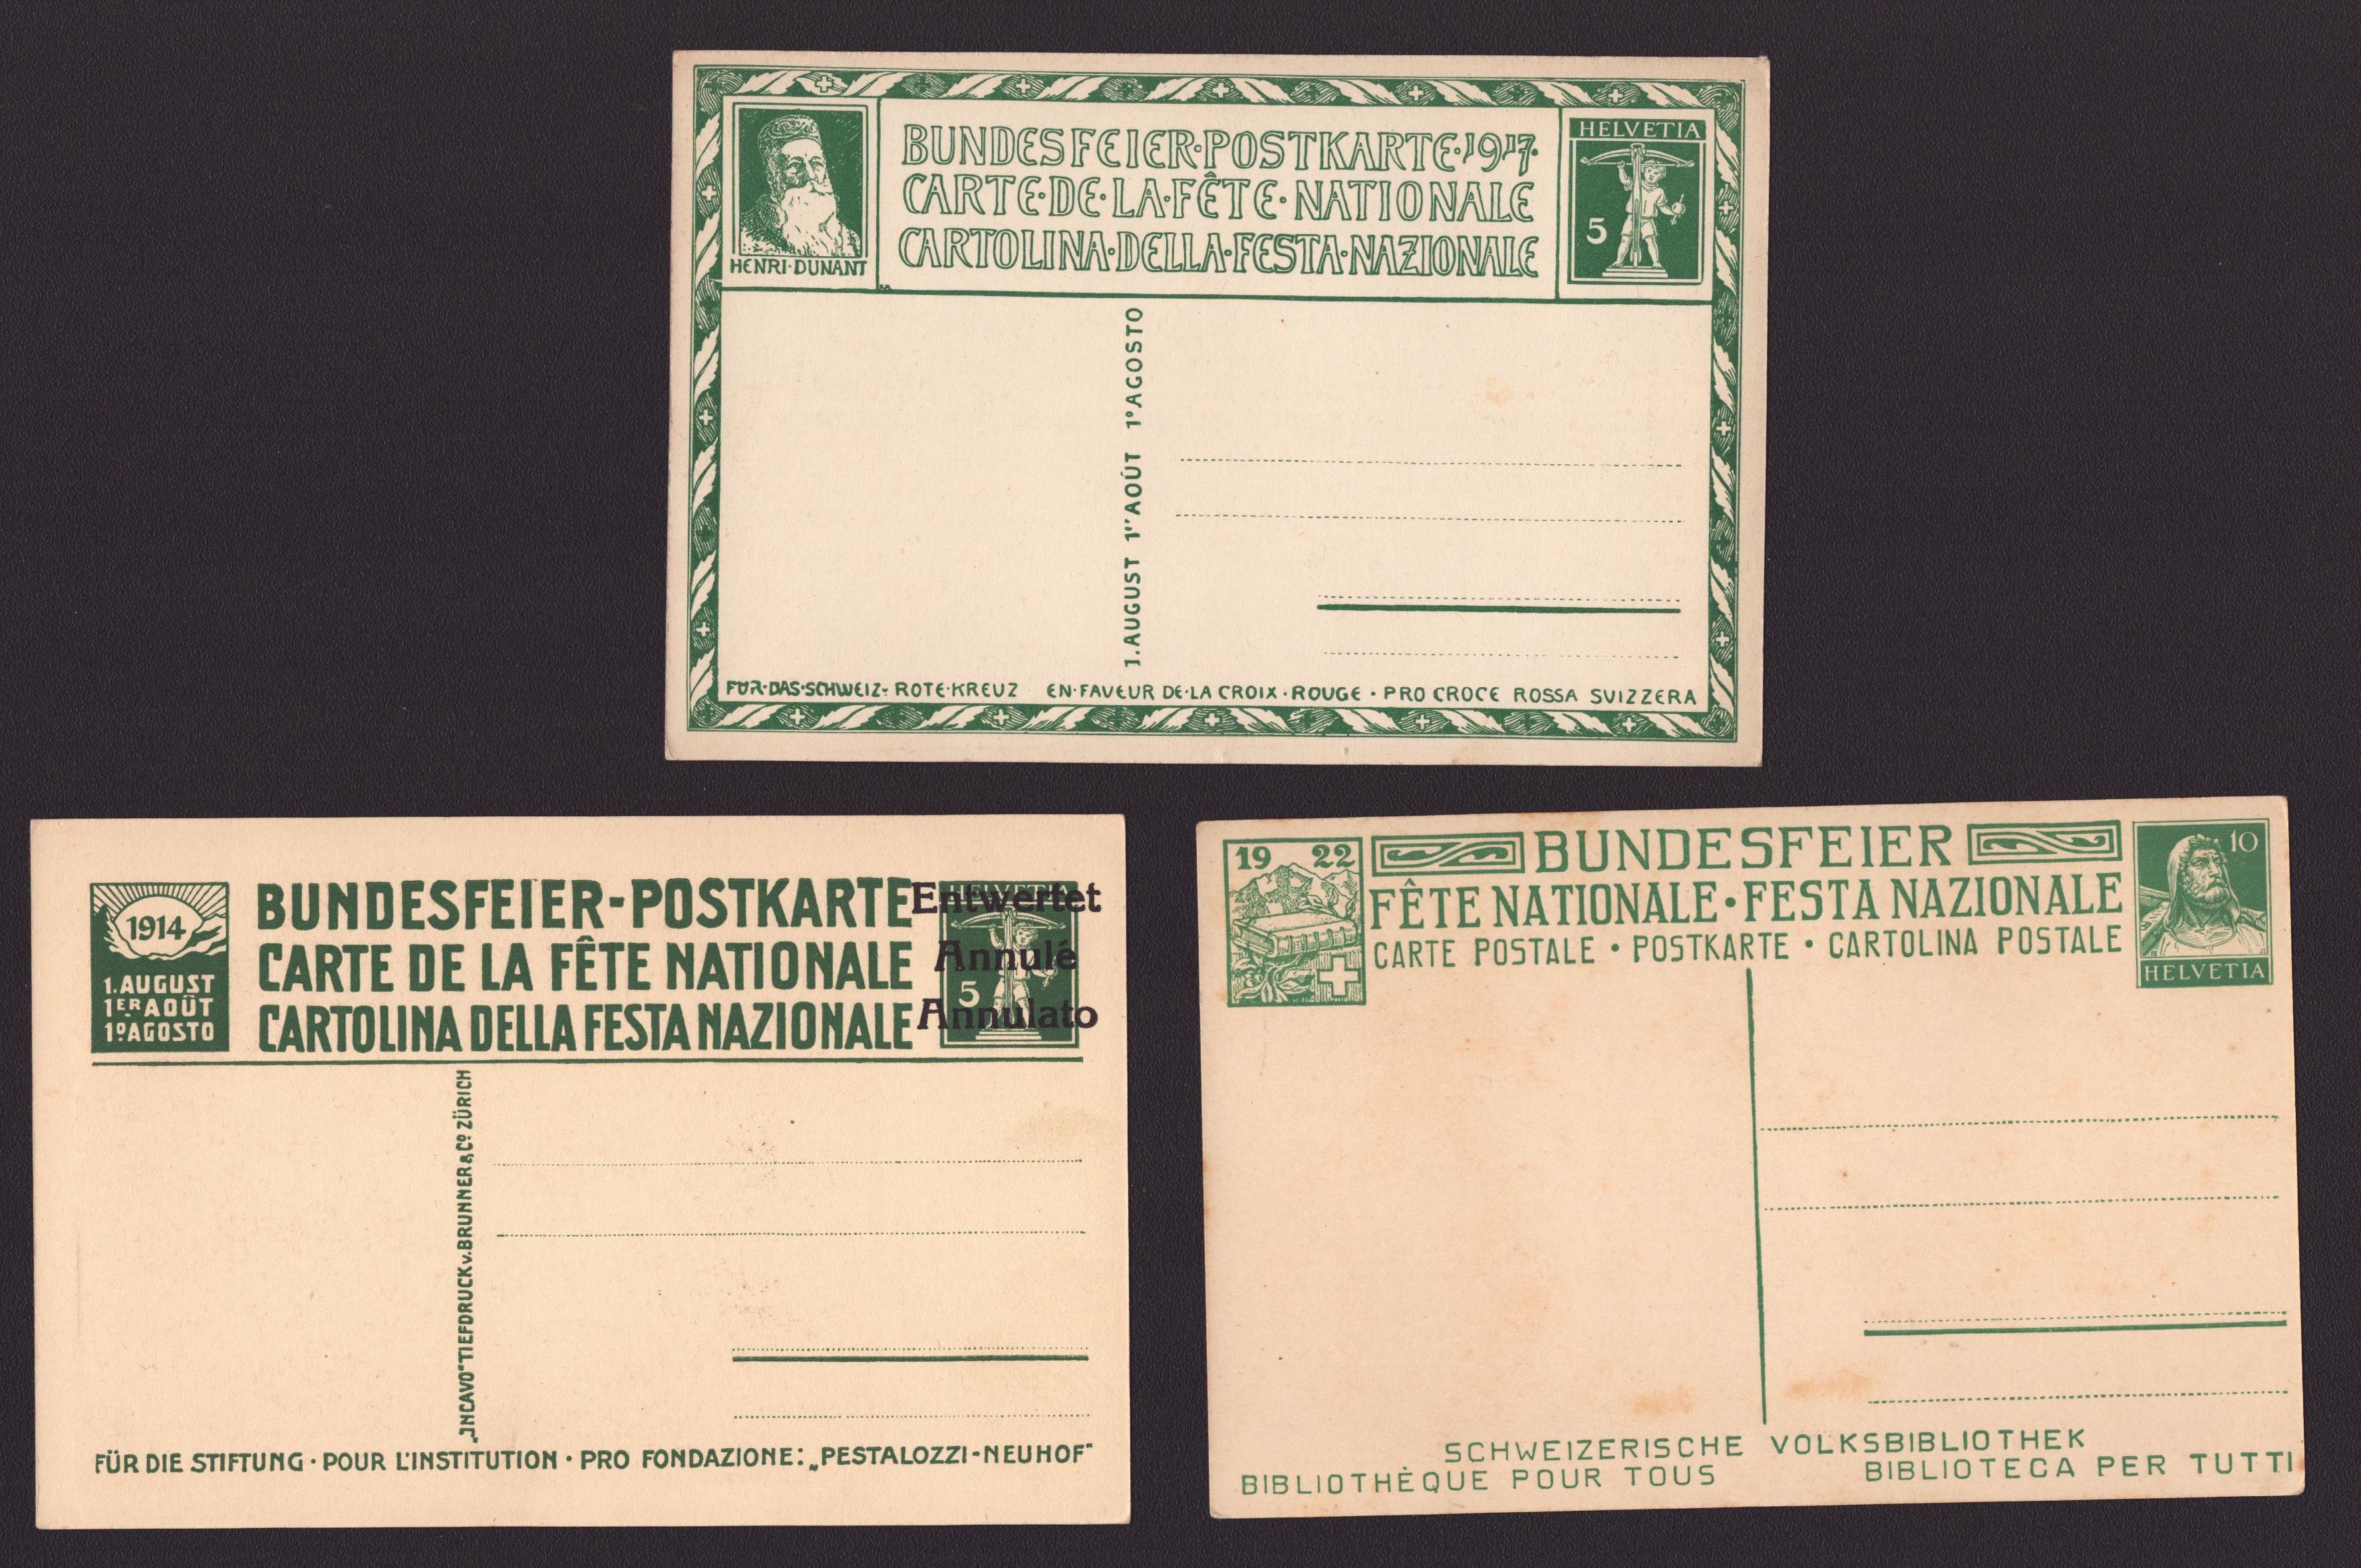 HENRI·DUNANT
BUNDESFEIER·POSTKARTE·1917·
CARTE·DE·LA·FÊTE·NATIONALE
CARTOLINA·DELLA·FESTA·NAZIONALE
HELVETIA
5
1.AUGUST 1ER AOÛT 1º AGOSTO
FÜR·DAS·SCHWEIZ·ROTE·KREUZ EN·FAVEUR DE·LA CROIX·ROUGE·PRO CROCE ROSSA SVIZZERA
1914
1.AUGUST
1ER AOÛT
1º AGOSTO
BUNDESFEIER-POSTKARTE
CARTE DE LA FÊTE NATIONALE
CARTOLINA DELLA FESTA NAZIONALE
HELVETIA
5
Entwertet
Annulé
Annulato
„INCAVO" TIEFDRUCK v. BRUNNER & Cº ZÜRICH
FÜR DIE STIFTUNG · POUR L'INSTITUTION · PRO FONDAZIONE: „PESTALOZZI-NEUHOF"
19 22
BUNDESFEIER
FÊTE NATIONALE · FESTA NAZIONALE
CARTE POSTALE · POSTKARTE · CARTOLINA POSTALE
10
HELVETIA
SCHWEIZERISCHE VOLKSBIBLIOTHEK
BIBLIOTHÈQUE POUR TOUS BIBLIOTECA PER TUTTI